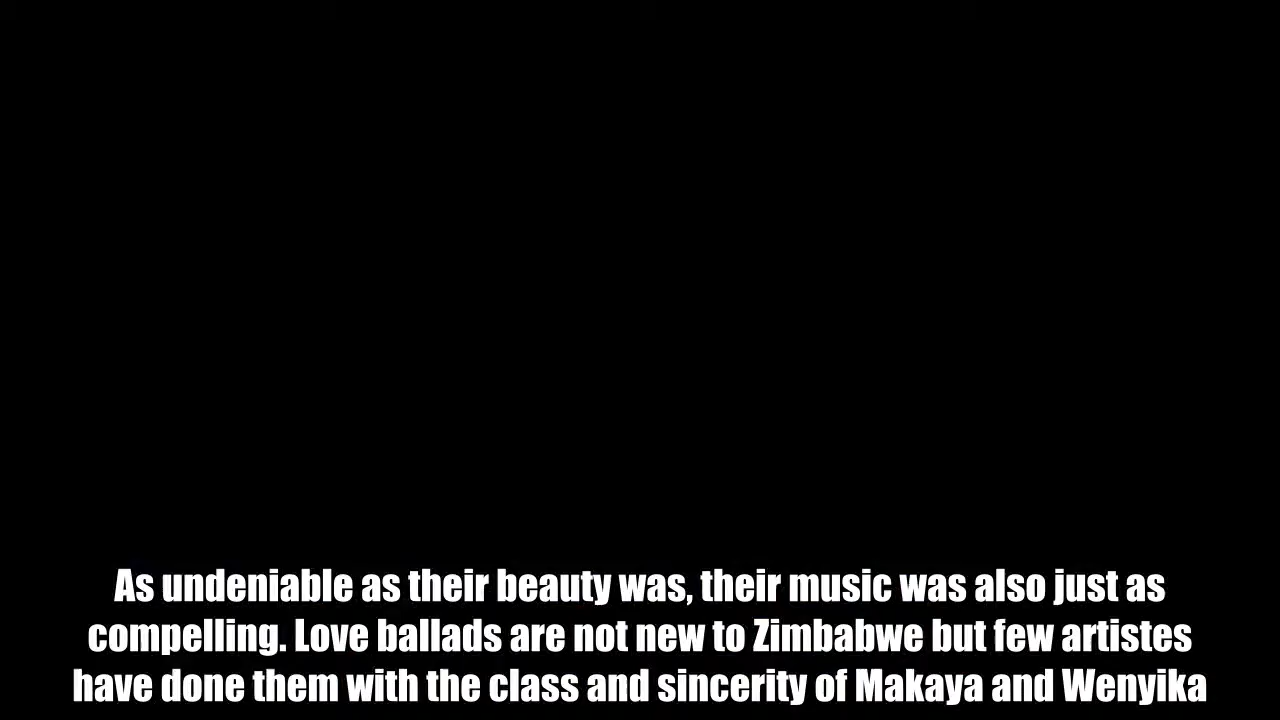 As undeniable as their beauty was, their music was also just as
compelling. Love ballads are not new to Zimbabwe but few artistes
have done them with the class and sincerity of Makaya and Wenyika